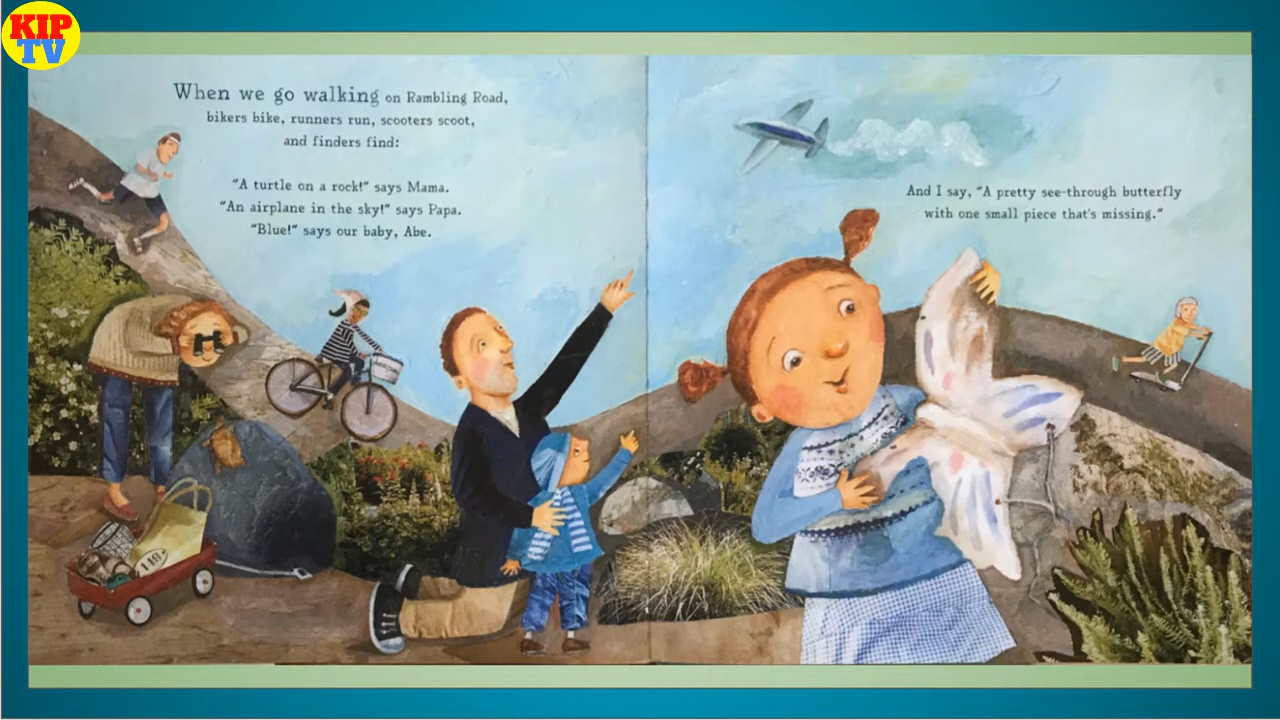 KIP
TV
When we go walking on Rambling Road,
bikers bike, runners run, scooters scoot,
and finders find:
"A turtle on a rock!" says Mama.
"An airplane in the sky!" says Papa.
"Blue!" says our baby, Abe.
And I say, "A pretty see-through butterfly
with one small piece that's missing."